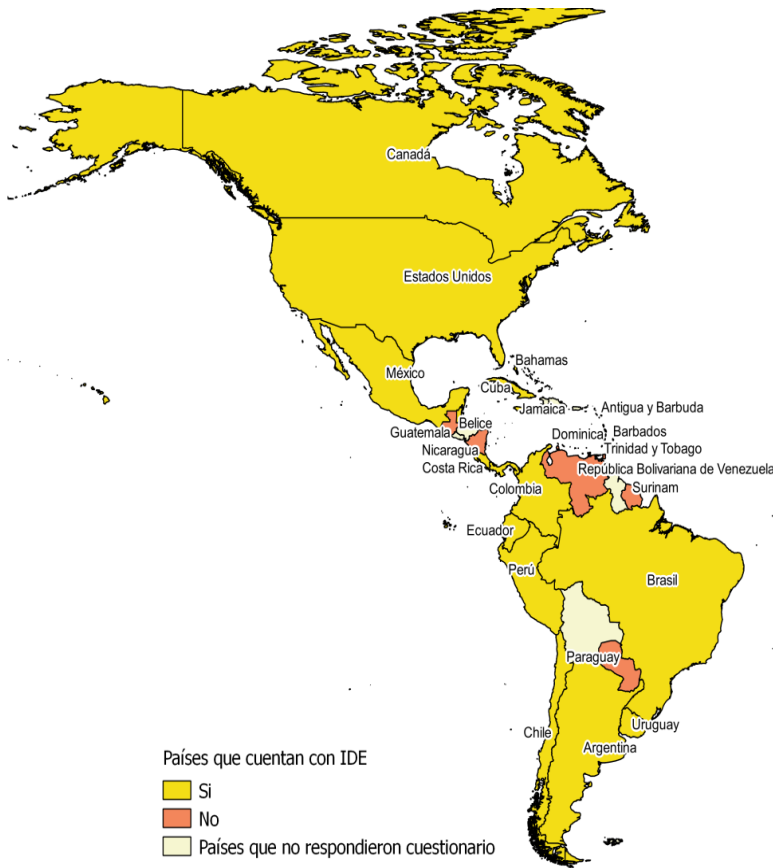 Canadá
Estados Unidos
México
Bahamas
Cuba
Jamaica
Antigua y Barbuda
Belice
Guatemala
Nicaragua
Costa Rica
Dominica
Barbados
Trinidad y Tobago
República Bolivariana de Venezuela
Surinam
Colombia
Ecuador
Perú
Brasil
Paraguay
Chile
Uruguay
Argentina
Países que cuentan con IDE
Si
No
Países que no respondieron cuestionario